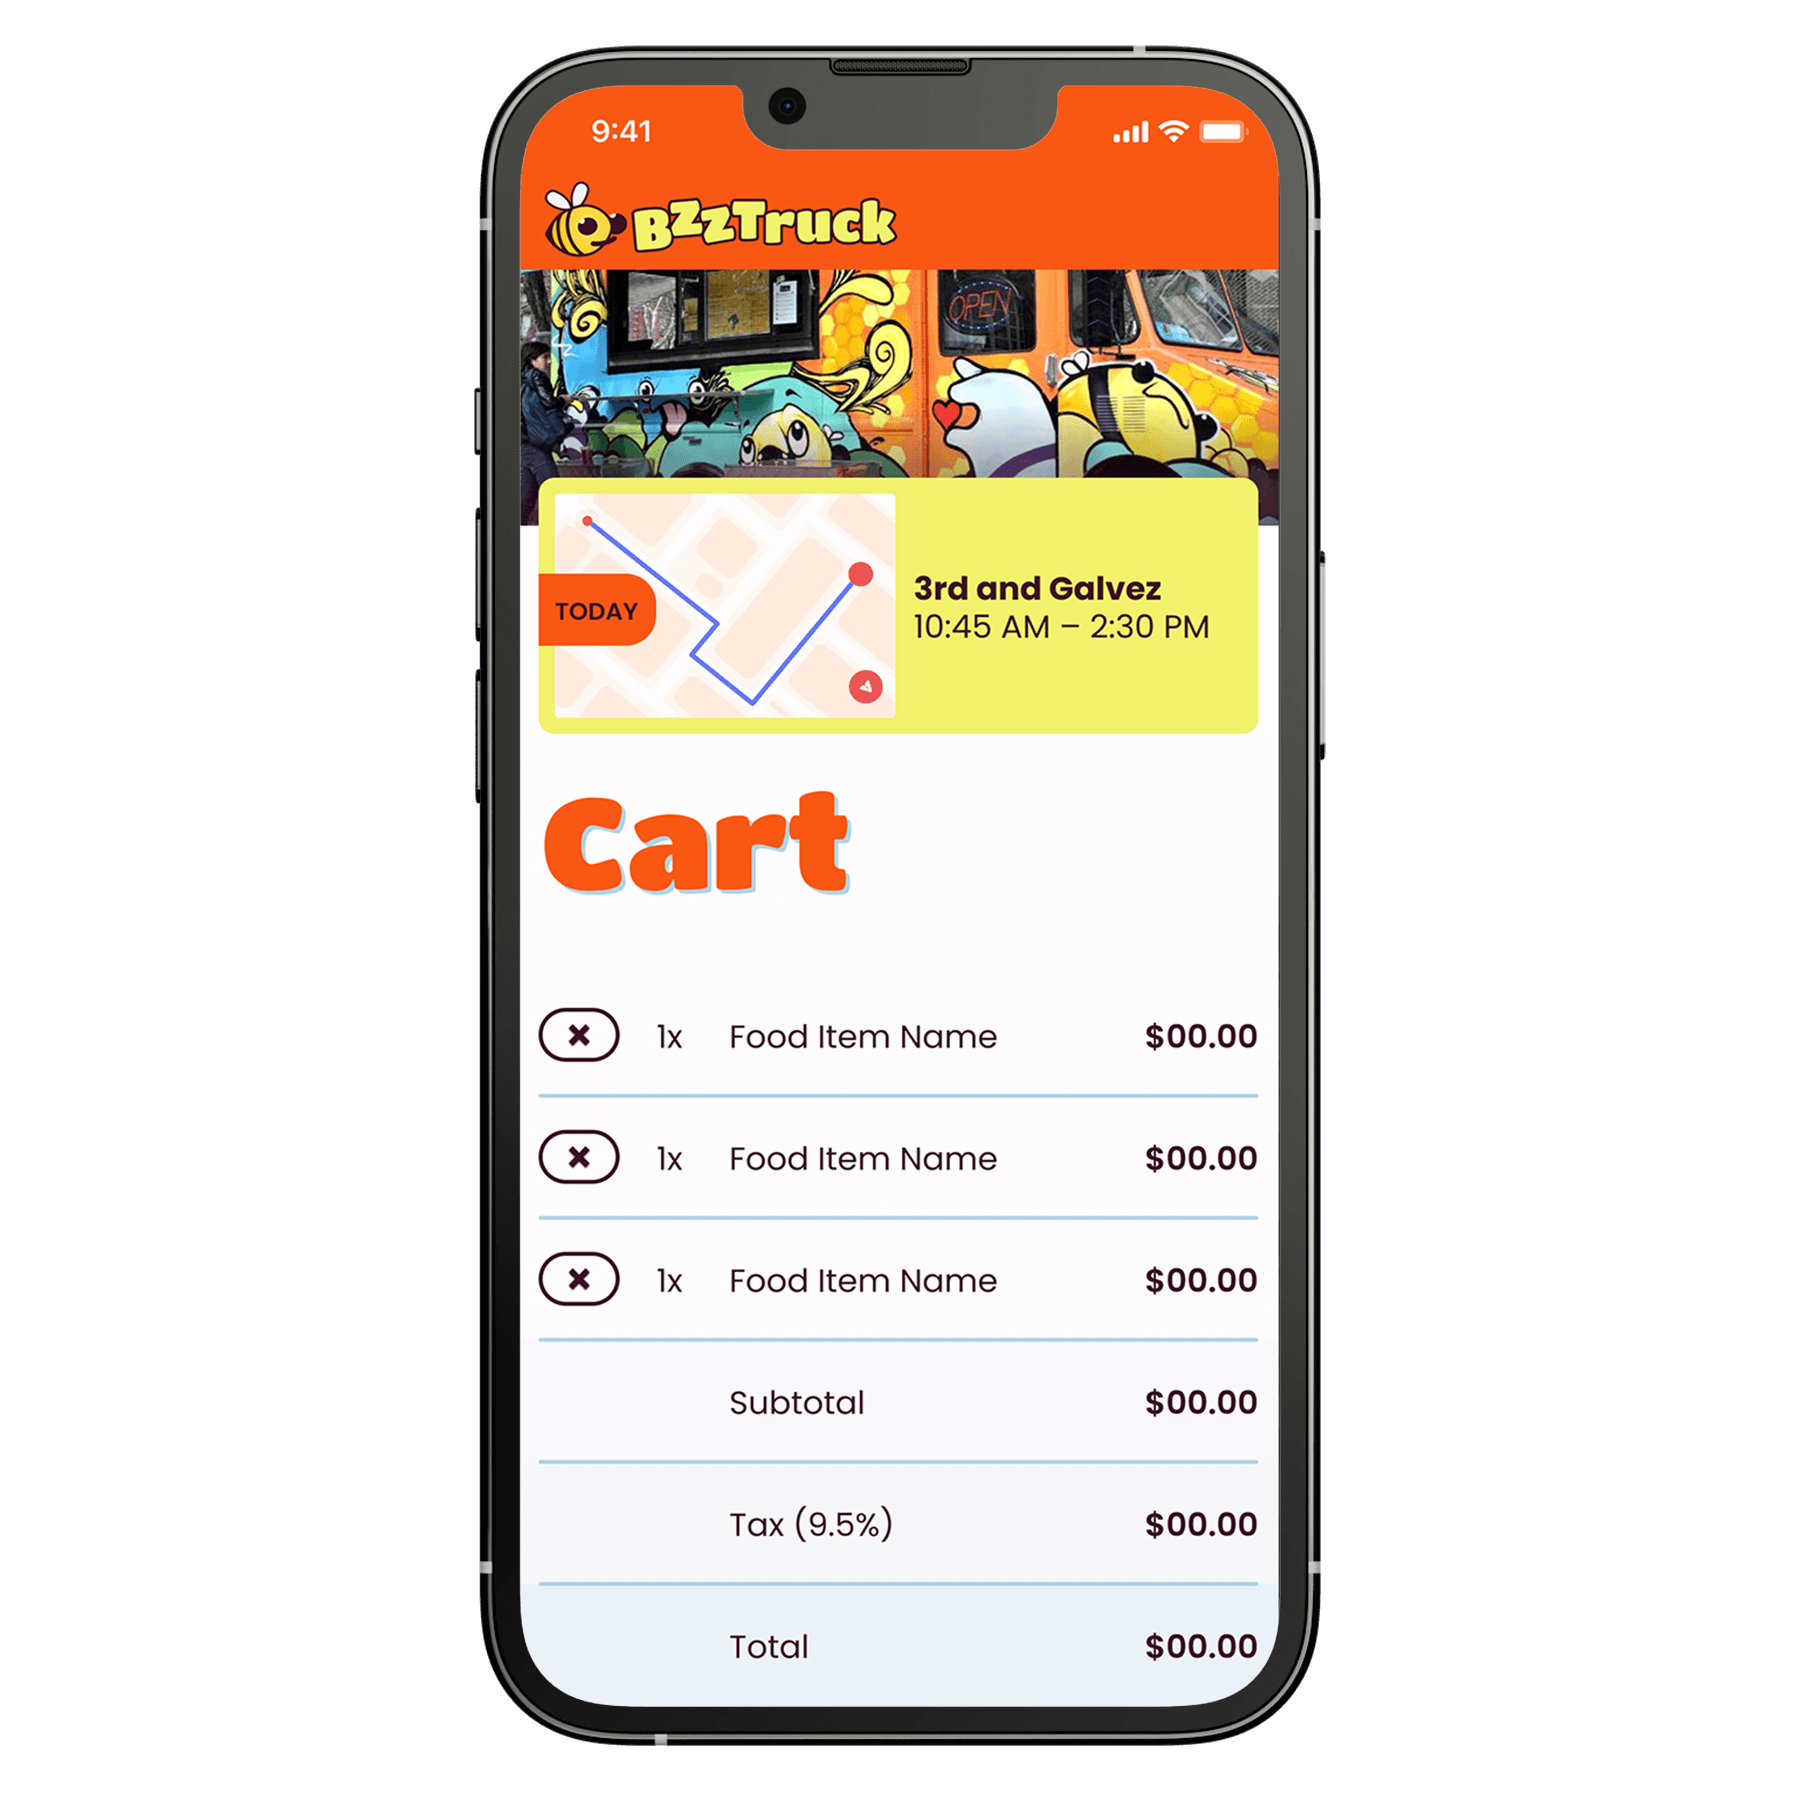 9:41
BzzTruck
OPEN
TODAY
3rd and Galvez
10:45 AM – 2:30 PM
Cart
1x Food Item Name $00.00
1x Food Item Name $00.00
1x Food Item Name $00.00
Subtotal $00.00
Tax (9.5%) $00.00
Total $00.00